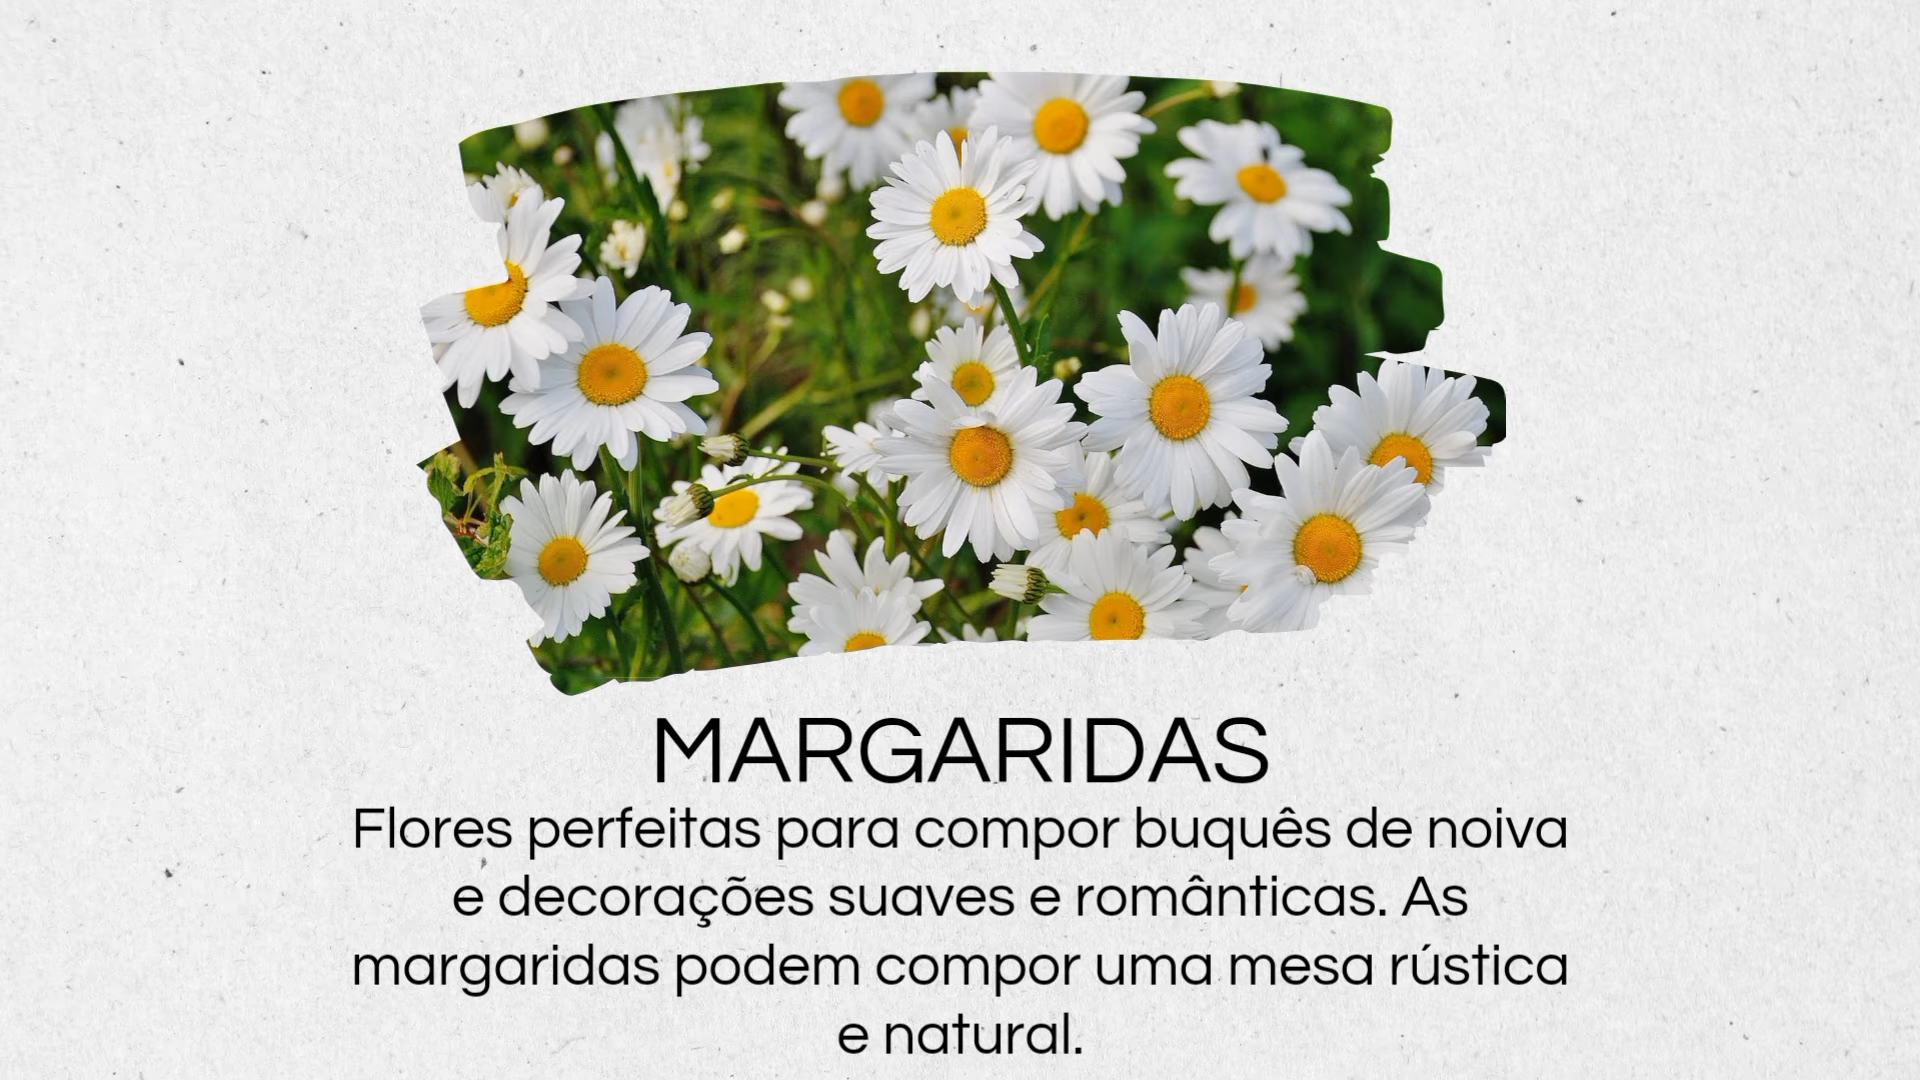 MARGARIDAS
Flores perfeitas para compor buquês de noiva
e decorações suaves e românticas. As
margaridas podem compor uma mesa rústica
e natural.